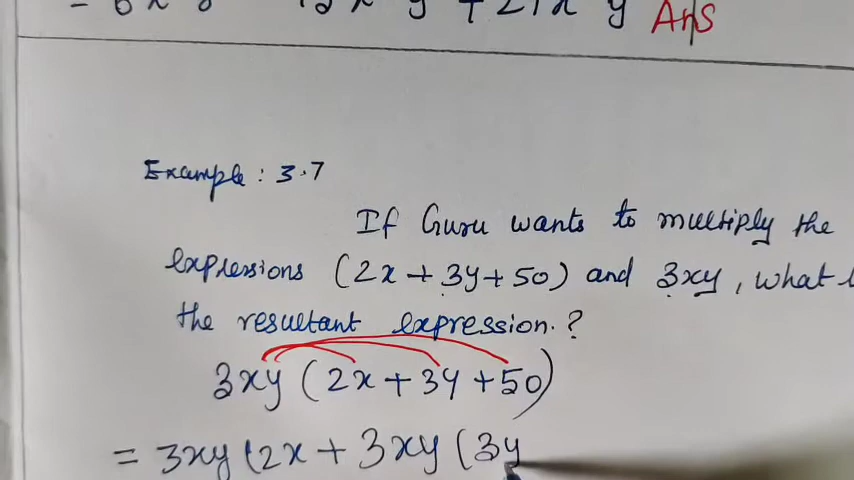 Ans
Example : 3.7
If Guru wants to multiply the
expressions (2x + 3y + 50) and 3xy, what
the resultant expression. ?
3xy (2x + 3y + 50)
= 3xy (2x + 3xy (3y